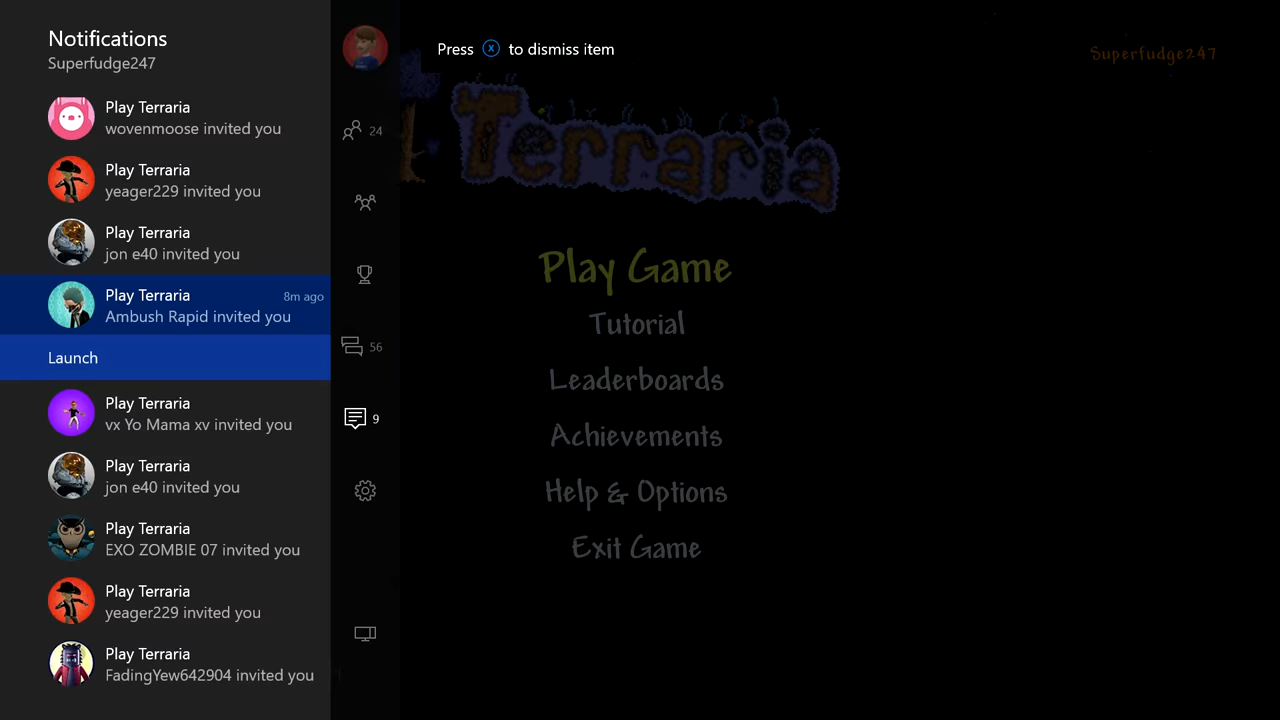 Notifications
Superfudge247
Play Terraria
wovenmoose invited you
Play Terraria
yeager229 invited you
Play Terraria
jon e40 invited you
Play Terraria
8m ago
Ambush Rapid invited you
Launch
Play Terraria
vx Yo Mama xv invited you
Play Terraria
jon e40 invited you
Play Terraria
EXO ZOMBIE 07 invited you
Play Terraria
yeager229 invited you
Play Terraria
FadingYew642904 invited you
24
56
9
Press X to dismiss item
Superfudge247
Terraria
Play Game
Tutorial
Leaderboards
Achievements
Help & Options
Exit Game